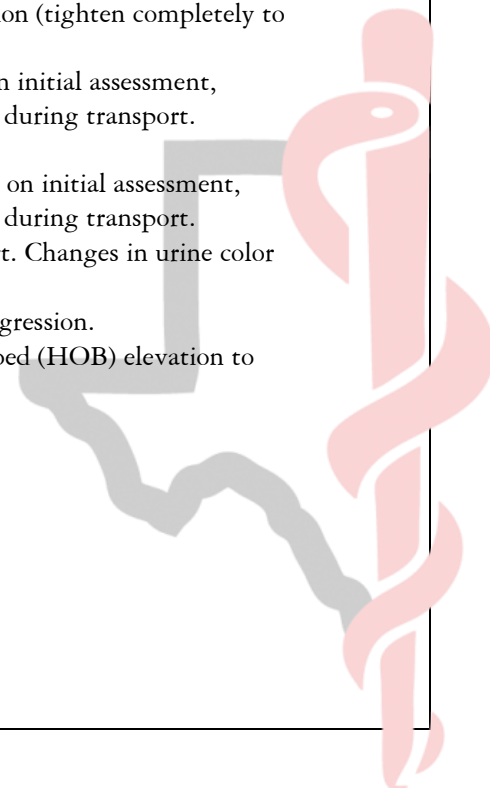 on (tighten completely to
n initial assessment,
during transport.
on initial assessment,
during transport.
t. Changes in urine color
gression.
bed (HOB) elevation to